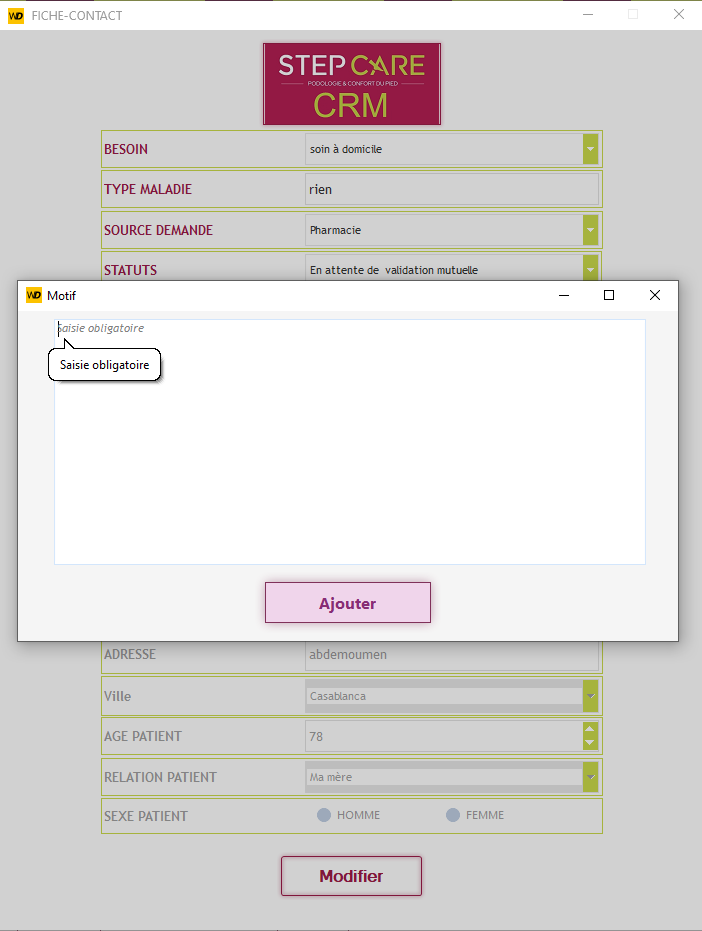 WD FICHE-CONTACT
STEP CARE
PODOLOGIE & CONFORT DU PIED
CRM
BESOIN soin à domicile
TYPE MALADIE rien
SOURCE DEMANDE Pharmacie
STATUTS En attente de validation mutuelle
WD Motif
Saisie obligatoire
Saisie obligatoire
Ajouter
ADRESSE abdemoumen
Ville Casablanca
AGE PATIENT 78
RELATION PATIENT Ma mère
SEXE PATIENT HOMME FEMME
Modifier